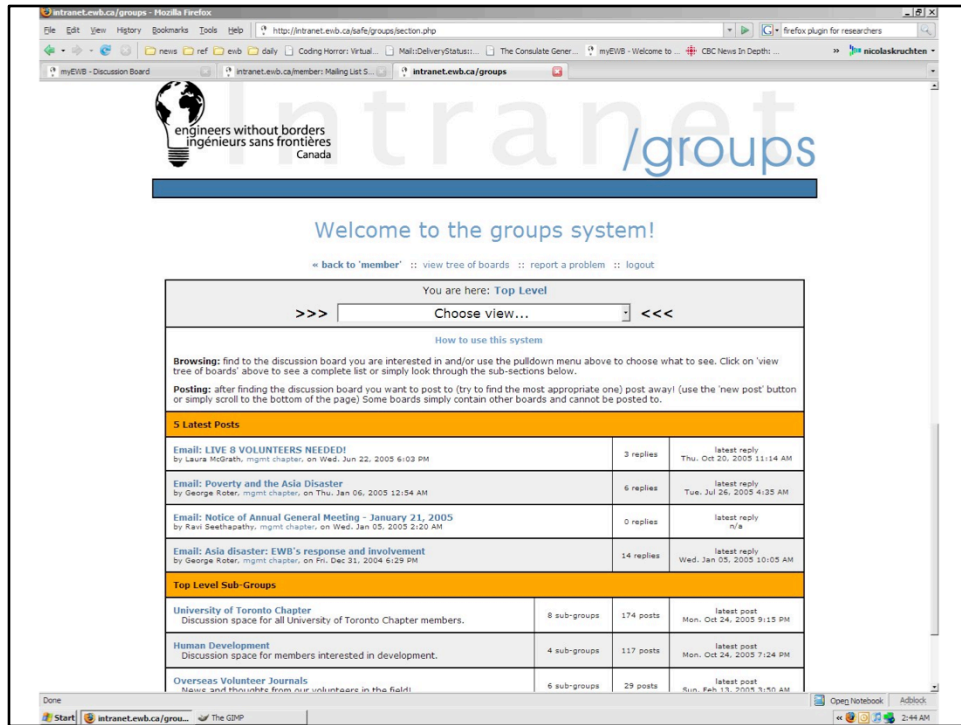 intranet.ewb.ca/groups - Mozilla Firefox
File Edit View History Bookmarks Tools Help
http://intranet.ewb.ca/safe/groups/section.php
firefox plugin for researchers
news ref ewb daily Coding Horror: Virtual... Mail::DeliveryStatus::... The Consulate Gener... myEWB - Welcome to ... CBC News In Depth: ... » nicolaskruchten
myEWB - Discussion Board intranet.ewb.ca/member: Mailing List S... intranet.ewb.ca/groups
Intranet
engineers without borders
ingénieurs sans frontières
Canada
/groups
Welcome to the groups system!
« back to 'member' :: view tree of boards :: report a problem :: logout
You are here: Top Level
>>> Choose view... <<<
How to use this system
Browsing: find to the discussion board you are interested in and/or use the pulldown menu above to choose what to see. Click on 'view
tree of boards' above to see a complete list or simply look through the sub-sections below.
Posting: after finding the discussion board you want to post to (try to find the most appropriate one) post away! (use the 'new post' button
or simply scroll to the bottom of the page) Some boards simply contain other boards and cannot be posted to.
5 Latest Posts
Email: LIVE 8 VOLUNTEERS NEEDED!
by Laura McGrath, mgmt chapter, on Wed. Jun 22, 2005 6:03 PM
3 replies
latest reply
Thu. Oct 20, 2005 11:14 AM
Email: Poverty and the Asia Disaster
by George Roter, mgmt chapter, on Thu. Jan 06, 2005 12:54 AM
6 replies
latest reply
Tue. Jul 26, 2005 4:35 AM
Email: Notice of Annual General Meeting - January 21, 2005
by Ravi Seethapathy, mgmt chapter, on Wed. Jan 05, 2005 2:20 AM
0 replies
latest reply
n/a
Email: Asia disaster: EWB's response and involvement
by George Roter, mgmt chapter, on Fri. Dec 31, 2004 6:29 PM
14 replies
latest reply
Wed. Jan 05, 2005 10:05 AM
Top Level Sub-Groups
University of Toronto Chapter
Discussion space for all University of Toronto Chapter members.
8 sub-groups
174 posts
latest post
Mon. Oct 24, 2005 9:15 PM
Human Development
Discussion space for members interested in development.
4 sub-groups
117 posts
latest post
Mon. Oct 24, 2005 7:24 PM
Overseas Volunteer Journals
News and thoughts from our volunteers in the field!
6 sub-groups
29 posts
latest post
Sun. Feb 13, 2005 3:50 AM
Done
Open Notebook Adblock
Start intranet.ewb.ca/grou... The GIMP « 2:44 AM